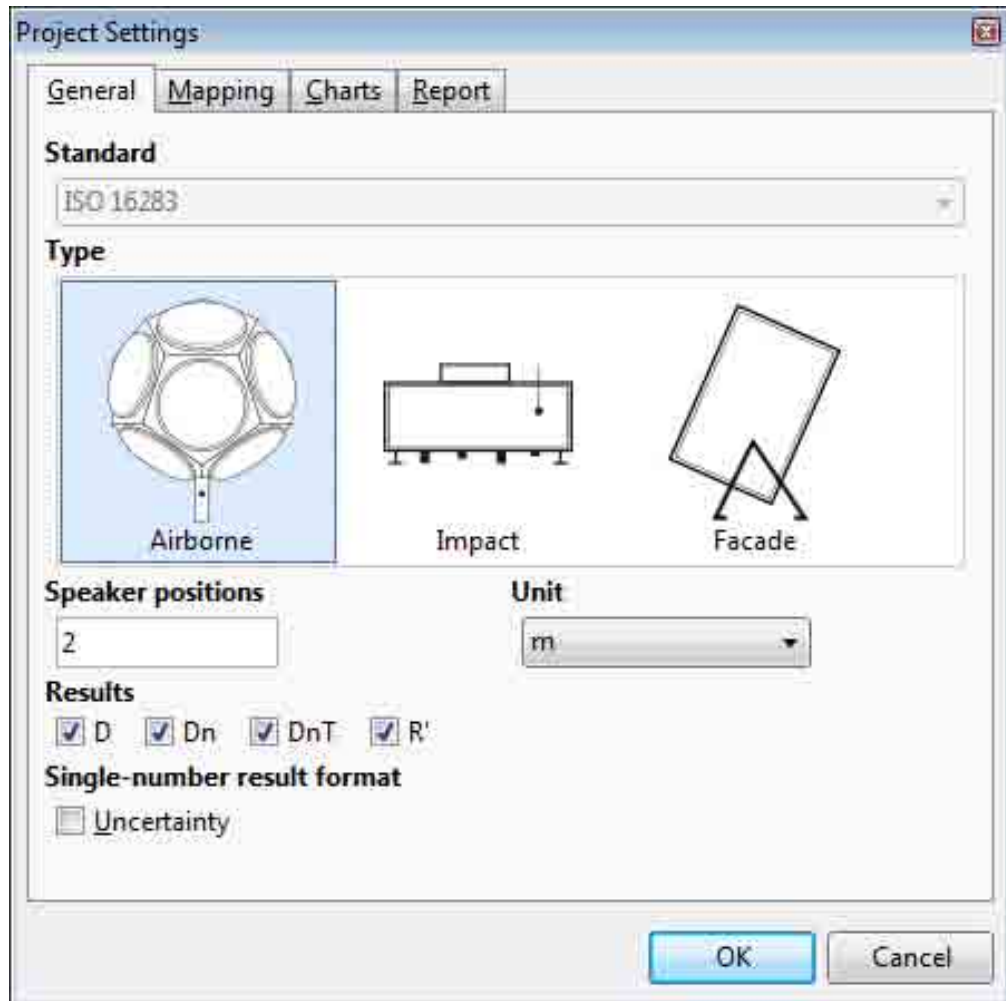 Project Settings
General Mapping Charts Report
Standard
ISO 16283
Type
Airborne Impact Facade
Speaker positions Unit
2 m
Results
D Dn DnT R'
Single-number result format
Uncertainty
OK Cancel